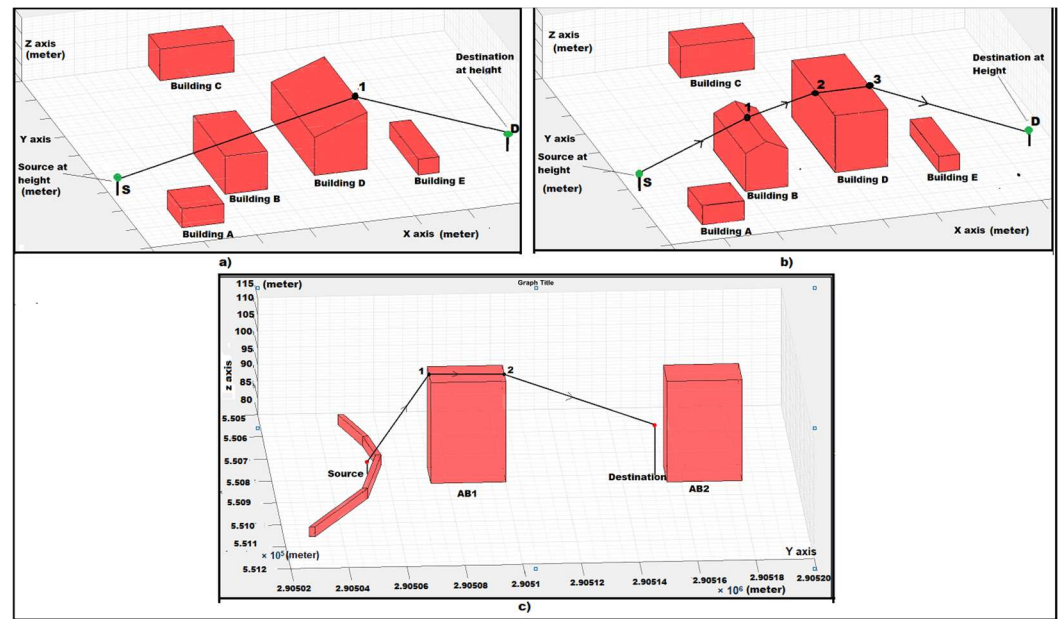 Z axis
(meter)
Building C
Destination
at height
1
D
Y axis
Source at
height
(meter)
S
Building D
Building E
Building B
Building A
X axis (meter)
a)
Z axis
(meter)
Building C
Destination at
Height
1
2
3
D
Y axis
Source at
height
(meter)
S
Building D
Building E
Building B
Building A
X axis (meter)
b)
Graph Title
115 (meter)
110
105
100
95
90
85
80
z axis
1
2
5.505
5.506
5.507
5.508
5.509
5.510
5.511
× 10⁵ (meter)
5.512
Source
AB1
Destination
AB2
Y axis
2.90502
2.90504
2.90506
2.90508
2.9051
2.90512
2.90514
2.90516
2.90518
2.90520
× 10⁶ (meter)
c)